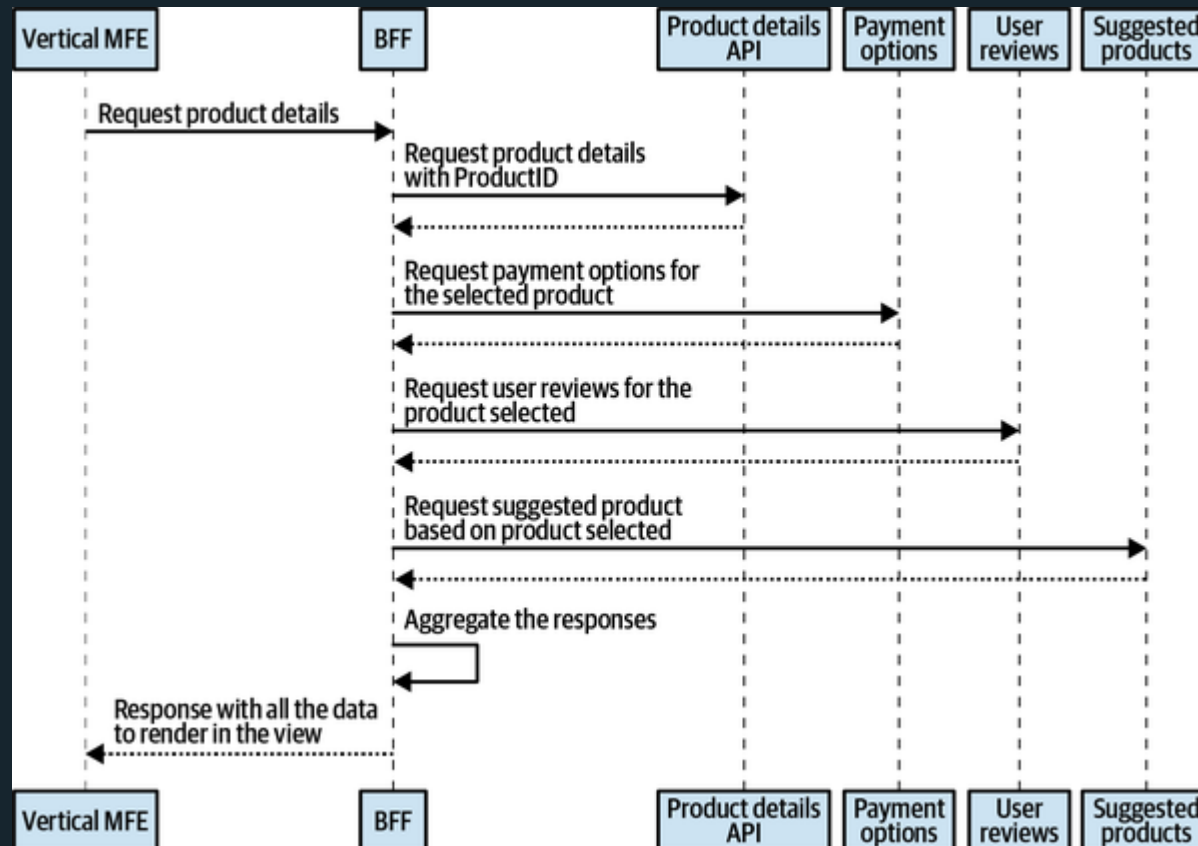 Vertical MFE
BFF
Product details
API
Payment
options
User
reviews
Suggested
products
Request product details
Request product details
with ProductID
Request payment options for
the selected product
Request user reviews for the
product selected
Request suggested product
based on product selected
Aggregate the responses
Response with all the data
to render in the view
Vertical MFE
BFF
Product details
API
Payment
options
User
reviews
Suggested
products